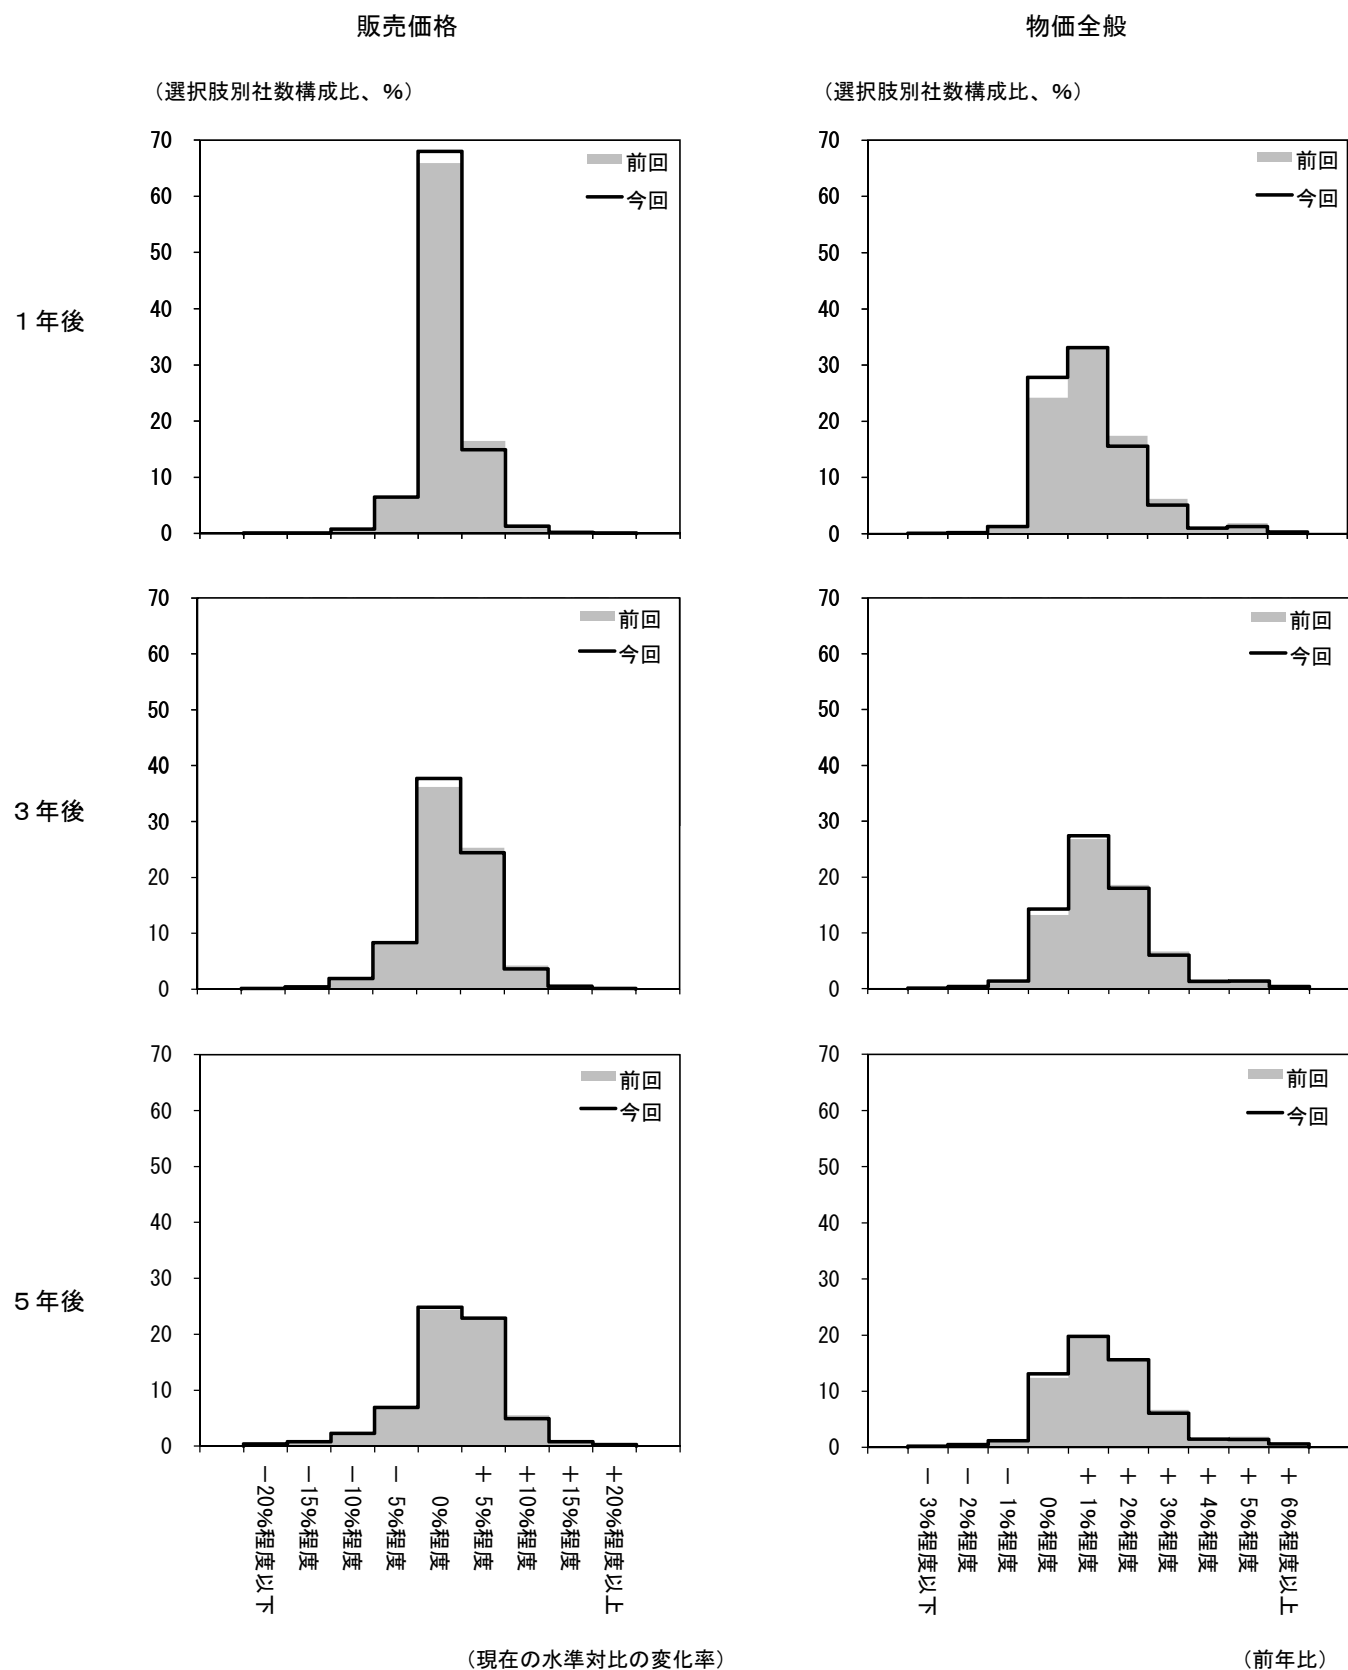 販売価格
物価全般
（選択肢別社数構成比、%）
（選択肢別社数構成比、%）
１年後
70
60
50
40
30
20
10
0
前回
今回
70
60
50
40
30
20
10
0
前回
今回
３年後
70
60
50
40
30
20
10
0
前回
今回
70
60
50
40
30
20
10
0
前回
今回
５年後
70
60
50
40
30
20
10
0
前回
今回
70
60
50
40
30
20
10
0
前回
今回
－20%程度以下
－15%程度
－10%程度
－ 5%程度
0%程度
＋ 5%程度
＋10%程度
＋15%程度
＋20%程度以上
－ 3%程度以下
－ 2%程度
－ 1%程度
0%程度
＋ 1%程度
＋ 2%程度
＋ 3%程度
＋ 4%程度
＋ 5%程度
＋ 6%程度以上
（現在の水準対比の変化率）
（前年比）